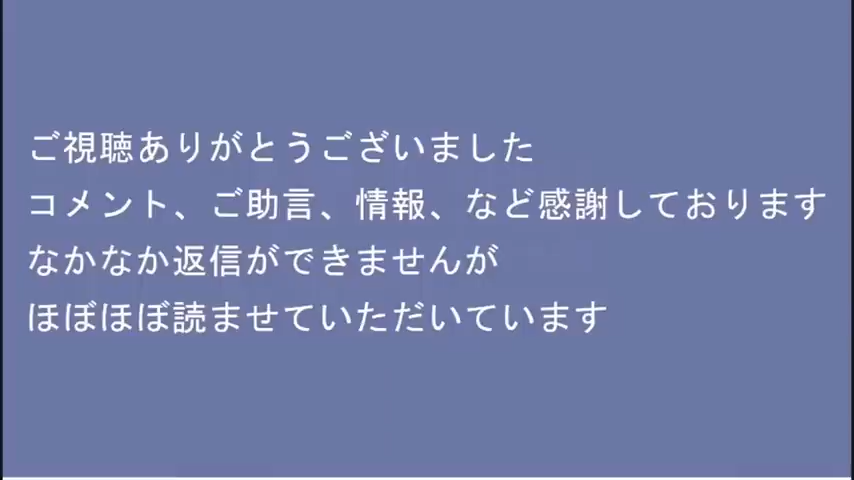 ご視聴ありがとうございました
コメント、ご助言、情報、など感謝しております
なかなか返信ができませんが
ほぼほぼ読ませていただいています